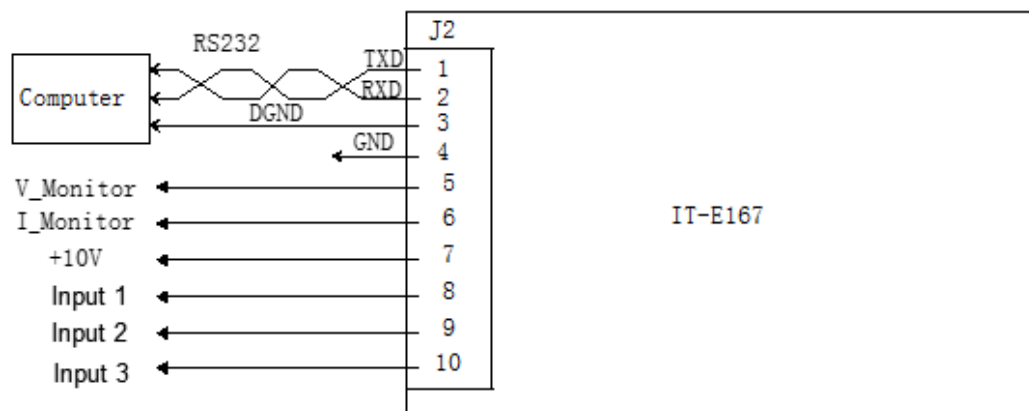 J2
RS232
TXD
1
Computer
RXD
2
DGND
3
GND
4
V_Monitor
5
I_Monitor
6
IT-E167
+10V
7
Input 1
8
Input 2
9
Input 3
10